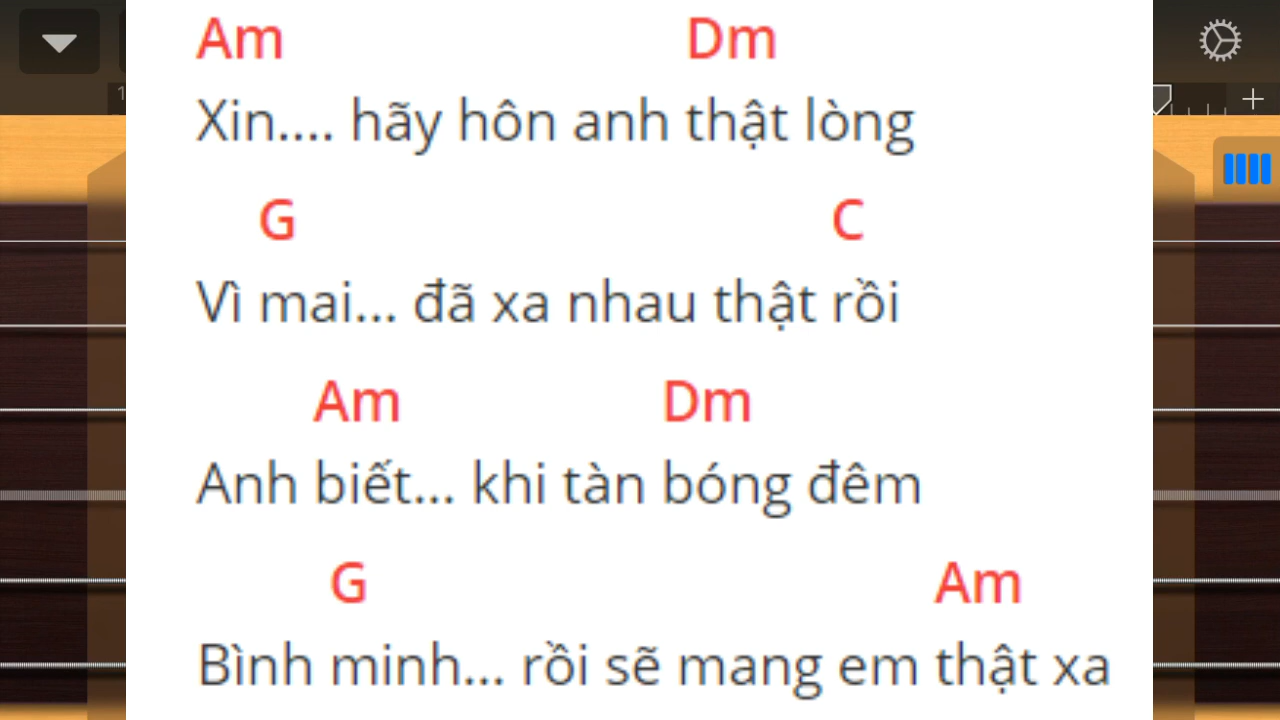 Am Dm
Xin.... hãy hôn anh thật lòng
G C
Vì mai... đã xa nhau thật rồi
Am Dm
Anh biết... khi tàn bóng đêm
G Am
Bình minh... rồi sẽ mang em thật xa
1
+